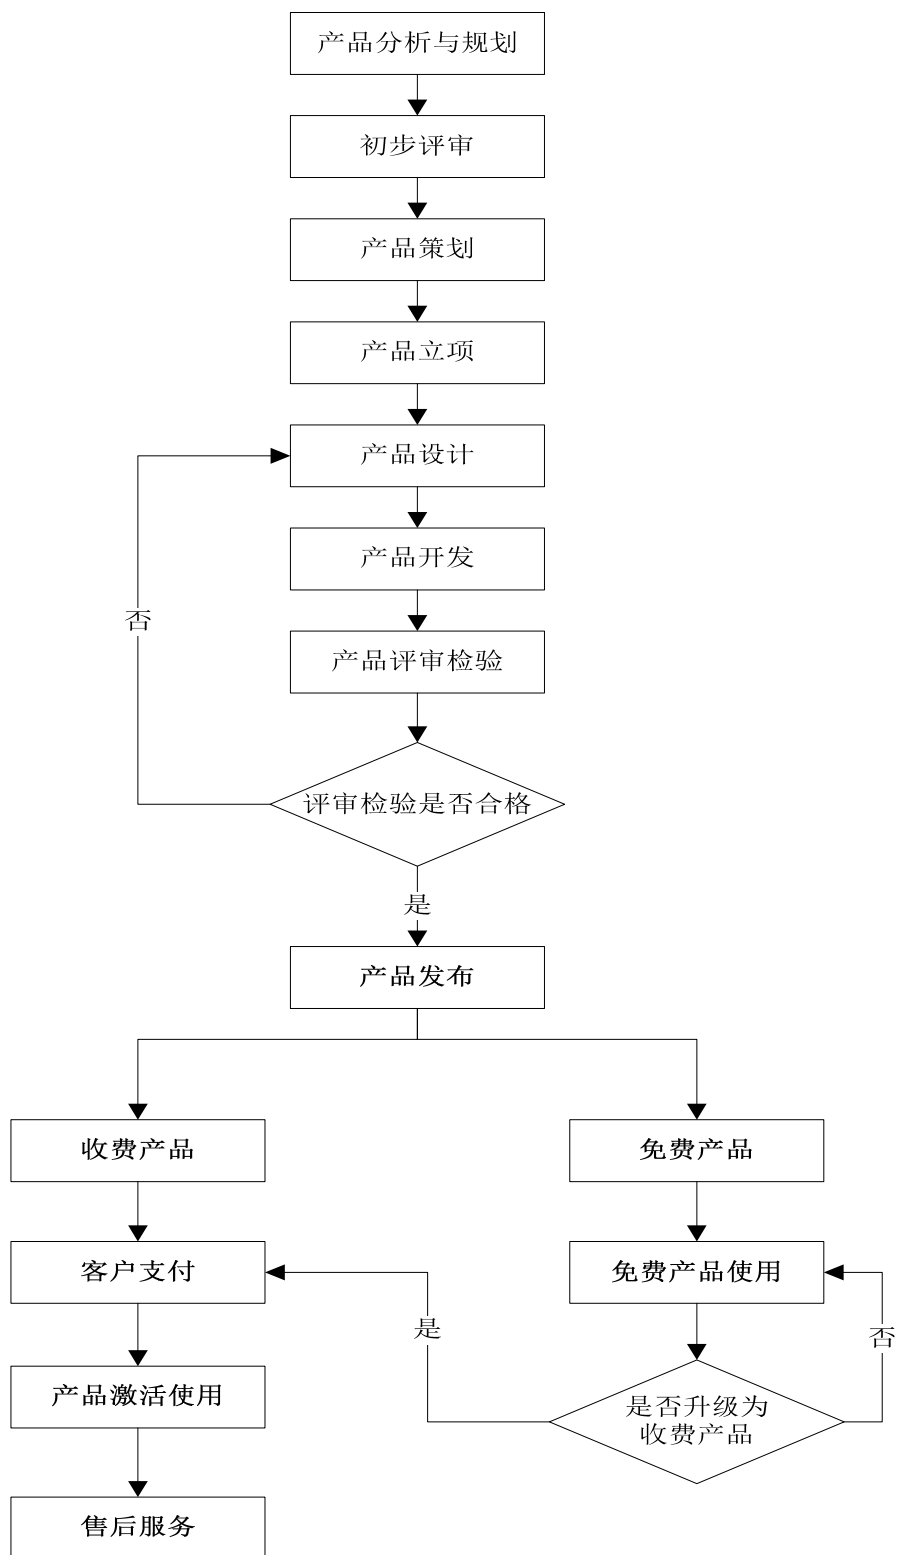 产品分析与规划
初步评审
产品策划
产品立项
产品设计
产品开发
否
产品评审检验
评审检验是否合格
是
产品发布
收费产品
免费产品
客户支付
免费产品使用
是
否
产品激活使用
是否升级为
收费产品
售后服务